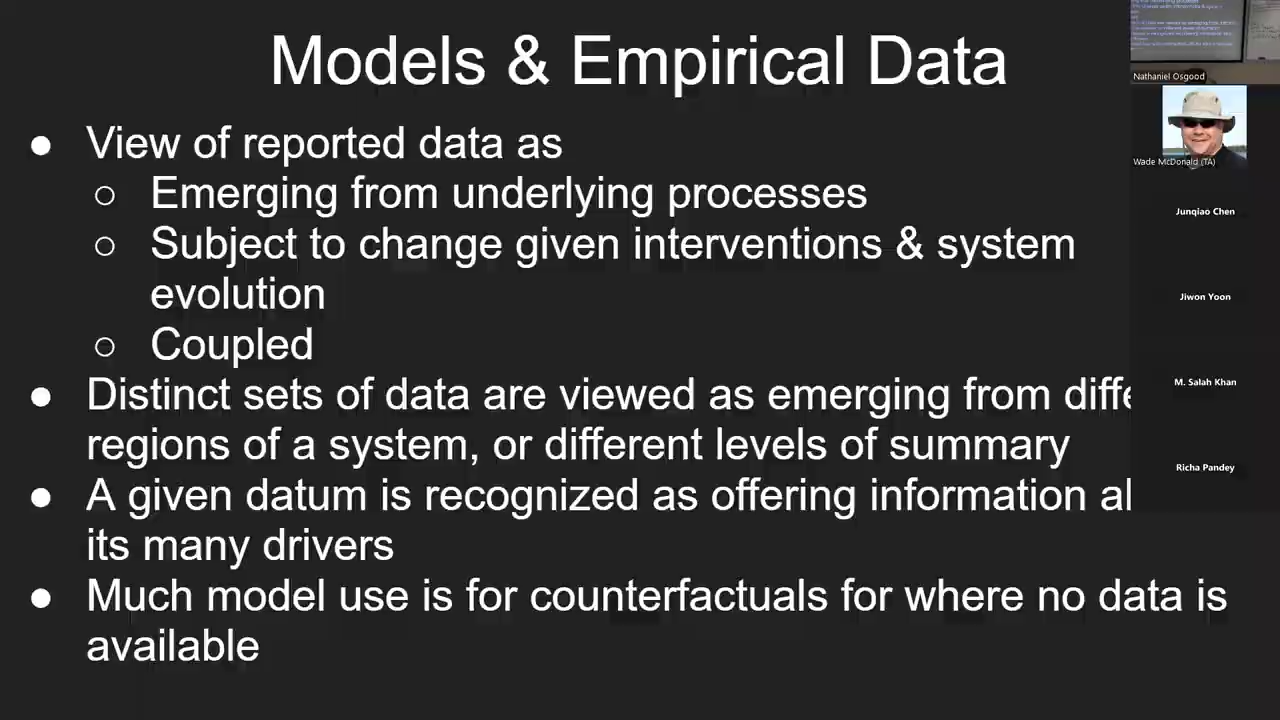 Models & Empirical Data
● View of reported data as
○ Emerging from underlying processes
○ Subject to change given interventions & system
evolution
○ Coupled
● Distinct sets of data are viewed as emerging from diffe
regions of a system, or different levels of summary
● A given datum is recognized as offering information
its many drivers
● Much model use is for counterfactuals for where no data is
available
Nathaniel Osgood
Wade McDonald (TA)
Junqiao Chen
Jiwon Yoon
M. Salah Khan
Richa Pandey